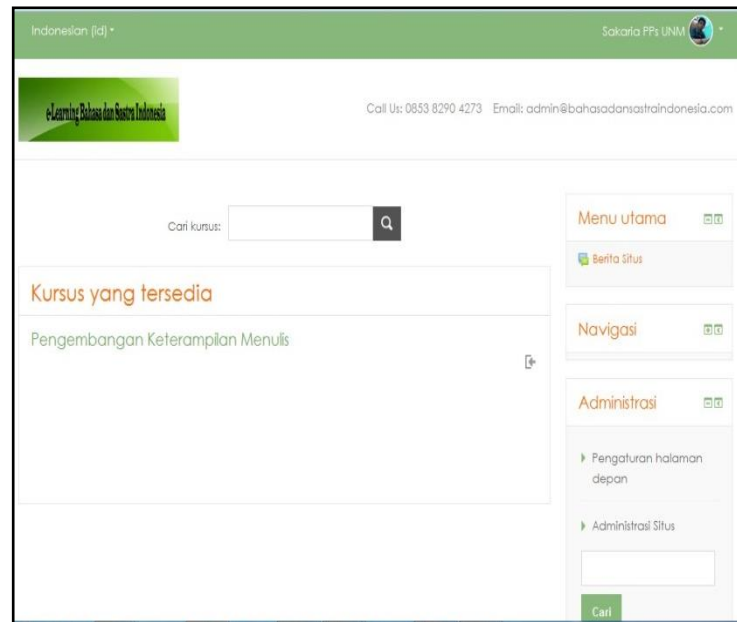 Indonesian (id)
Sakaria PPs UNM
e-Learning Bahasa dan Sastra Indonesia
Call Us: 0853 8290 4273 Email: admin@bahasadansastraindonesia.com
Cari kursus:
Kursus yang tersedia
Pengembangan Keterampilan Menulis
Menu utama
Berita Situs
Navigasi
Administrasi
Pengaturan halaman
depan
Administrasi Situs
Cari